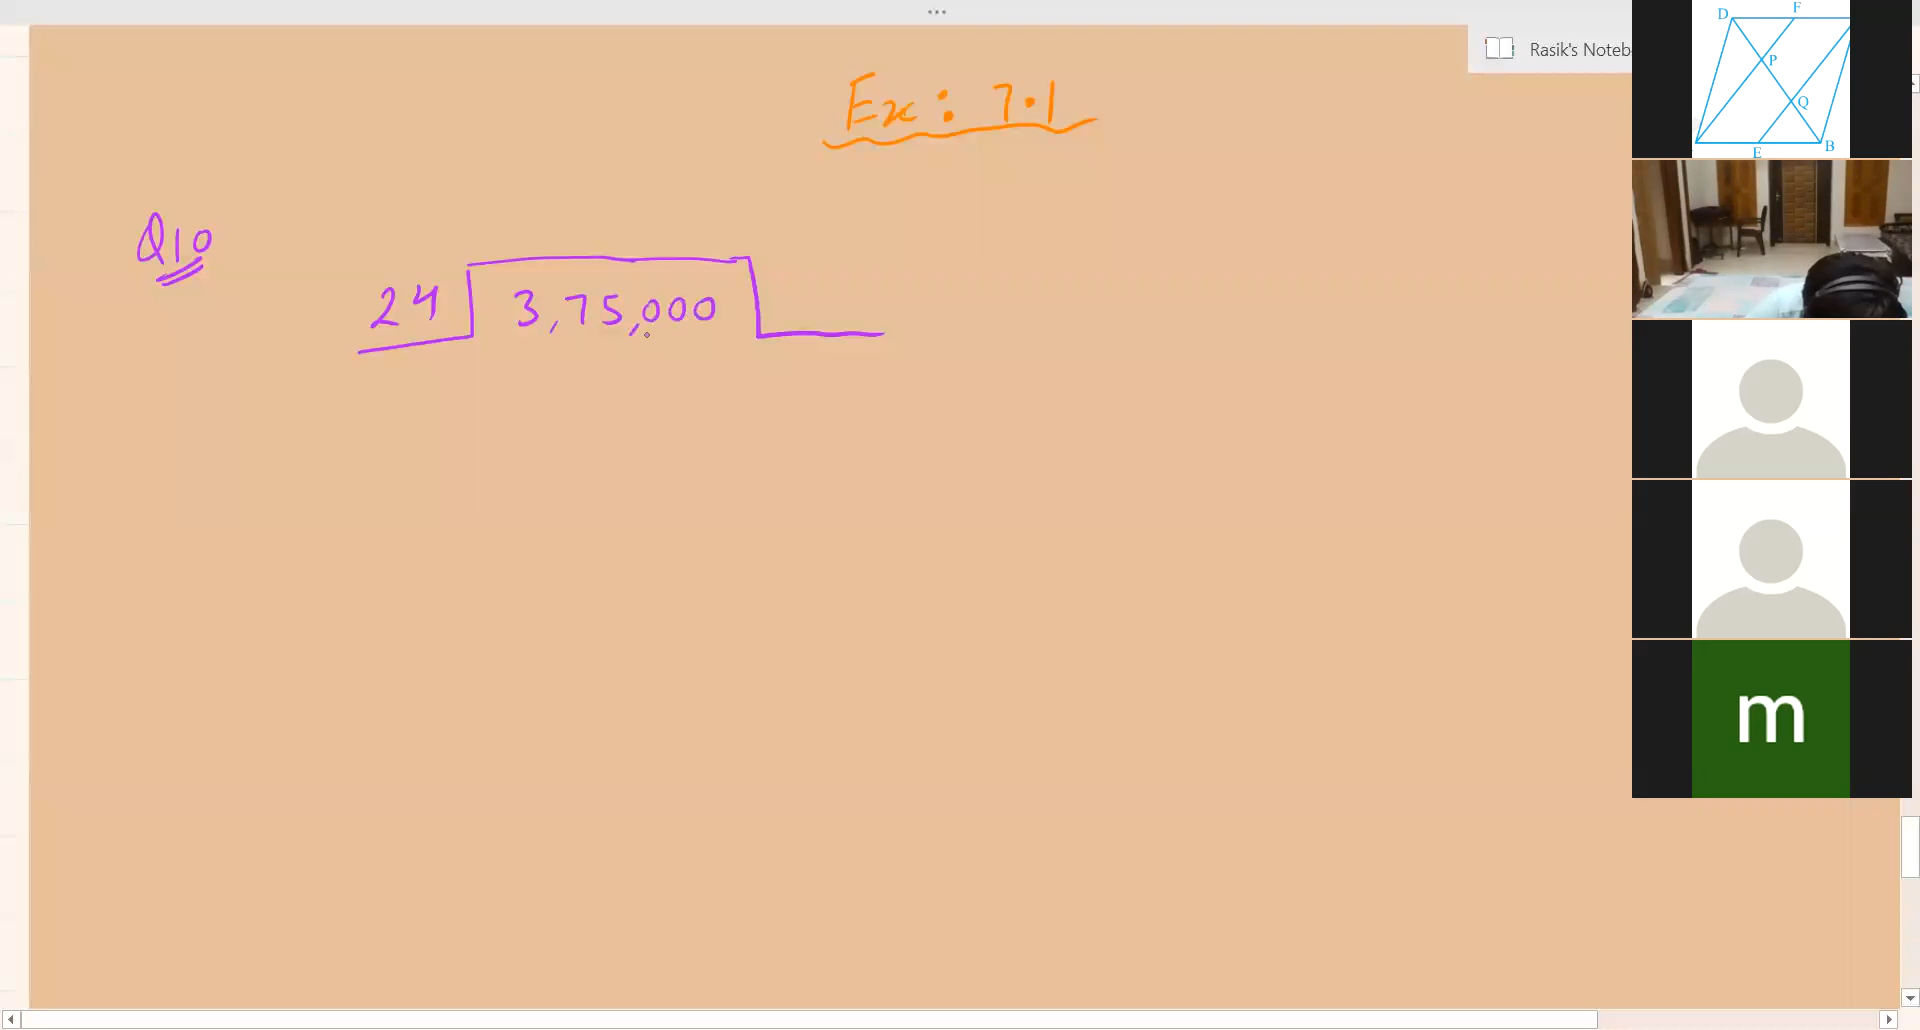 Rasik's Noteb
Ex: 7.1
Q10
24 3,75,000
D F
P
Q
E B
m